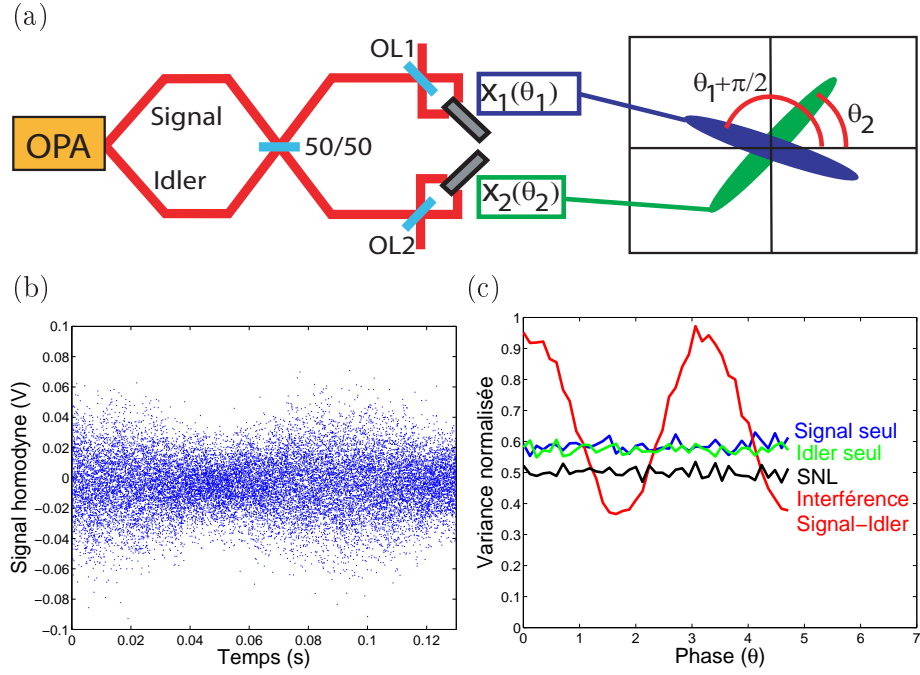 (a)
OPA
Signal
Idler
50/50
OL1
OL2
X₁(θ₁)
X₂(θ₂)
θ₁+π/2
θ₂
(b)
Signal homodyne (V)
0.1
0.08
0.06
0.04
0.02
0
−0.02
−0.04
−0.06
−0.08
−0.1
0 0.02 0.04 0.06 0.08 0.10 0.12
Temps (s)
(c)
Variance normalisée
1
0.9
0.8
0.7
0.6
0.5
0.4
0.3
0.2
0.1
0
0 1 2 3 4 5 6 7
Phase (θ)
Signal seul
Idler seul
SNL
Interférence
Signal−Idler